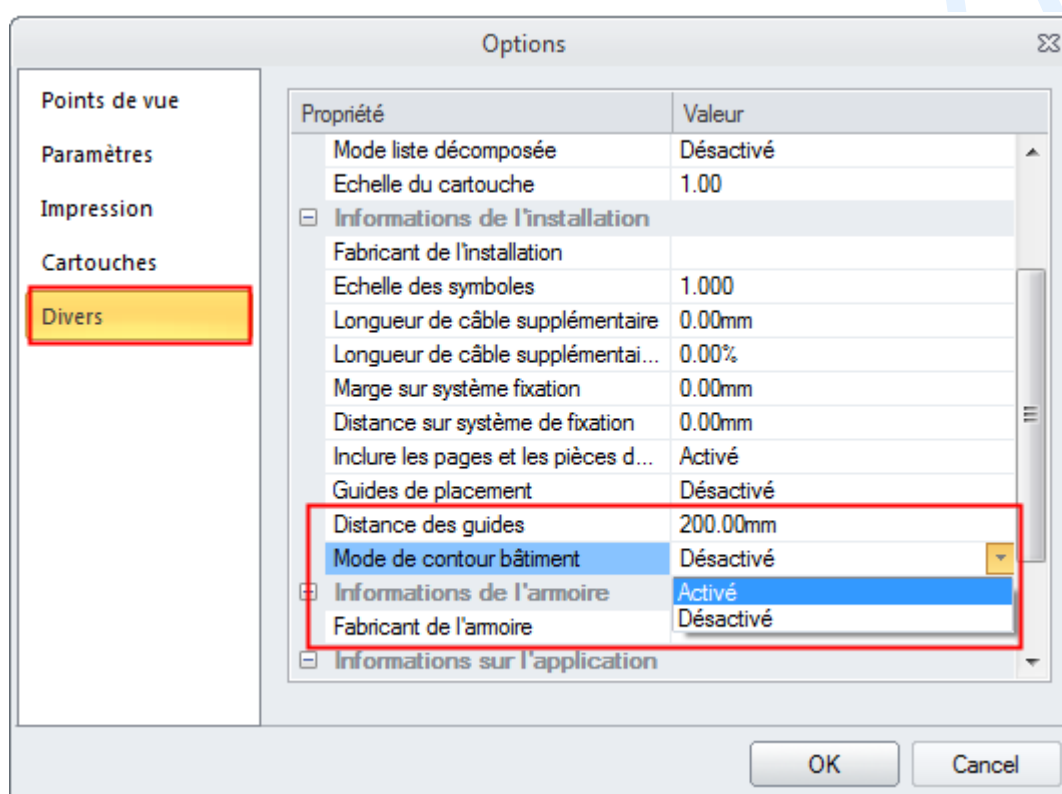 Options
Points de vue
Paramètres
Impression
Cartouches
Divers
Propriété Valeur
Mode liste décomposée Désactivé
Echelle du cartouche 1.00
Informations de l'installation
Fabricant de l'installation
Echelle des symboles 1.000
Longueur de câble supplémentaire 0.00mm
Longueur de câble supplémentai... 0.00%
Marge sur système fixation 0.00mm
Distance sur système de fixation 0.00mm
Inclure les pages et les pièces d... Activé
Guides de placement Désactivé
Distance des guides 200.00mm
Mode de contour bâtiment Désactivé
Informations de l'armoire Activé
Fabricant de l'armoire Désactivé
Informations sur l'application
OK Cancel